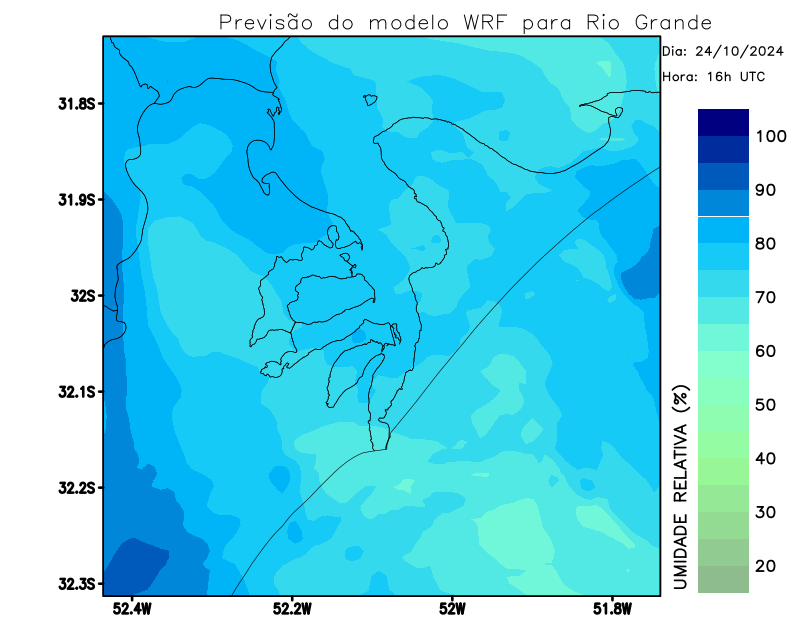 Previsão do modelo WRF para Rio Grande
Dia: 24/10/2024
Hora: 16h UTC
31.8S
31.9S
32S
32.1S
32.2S
32.3S
52.4W
52.2W
52W
51.8W
100
90
80
70
60
50
40
30
20
UMIDADE RELATIVA (%)